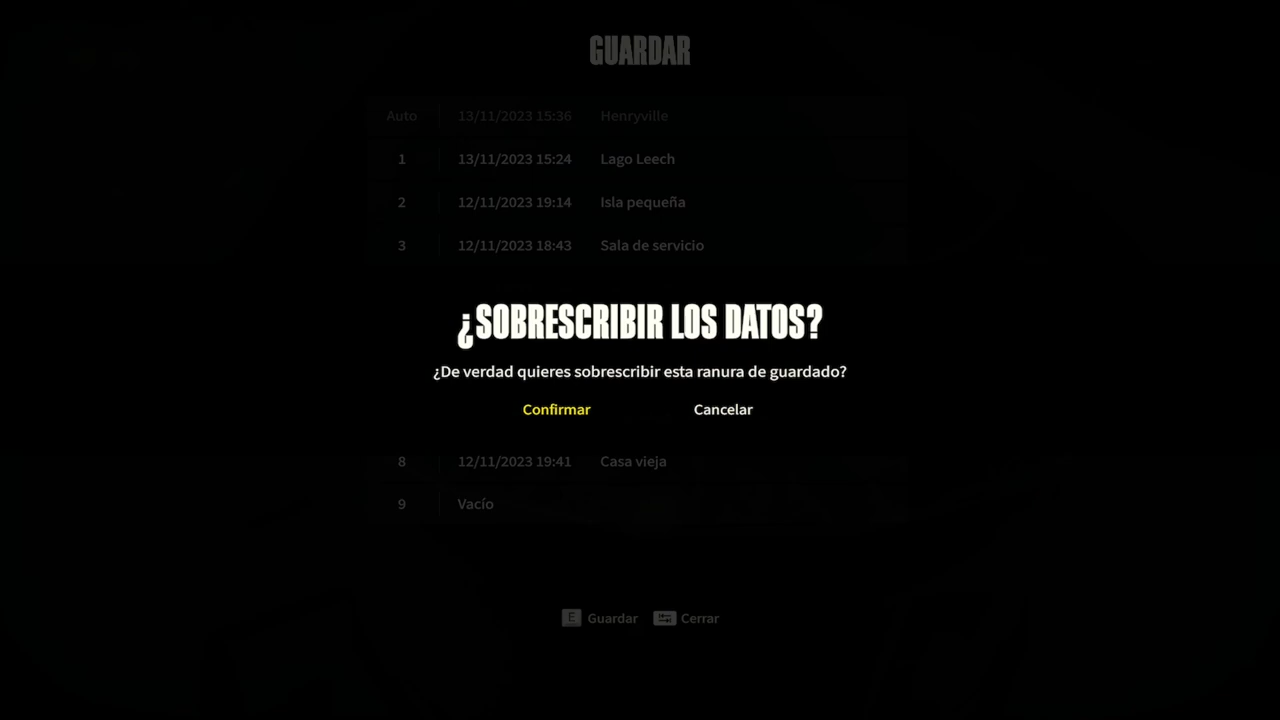 GUARDAR
Auto 13/11/2023 15:36 Henryville
1 13/11/2023 15:24 Lago Leech
2 12/11/2023 19:14 Isla pequeña
3 12/11/2023 18:43 Sala de servicio
¿SOBRESCRIBIR LOS DATOS?
¿De verdad quieres sobrescribir esta ranura de guardado?
Confirmar Cancelar
8 12/11/2023 19:41 Casa vieja
9 Vacío
E Guardar Cerrar